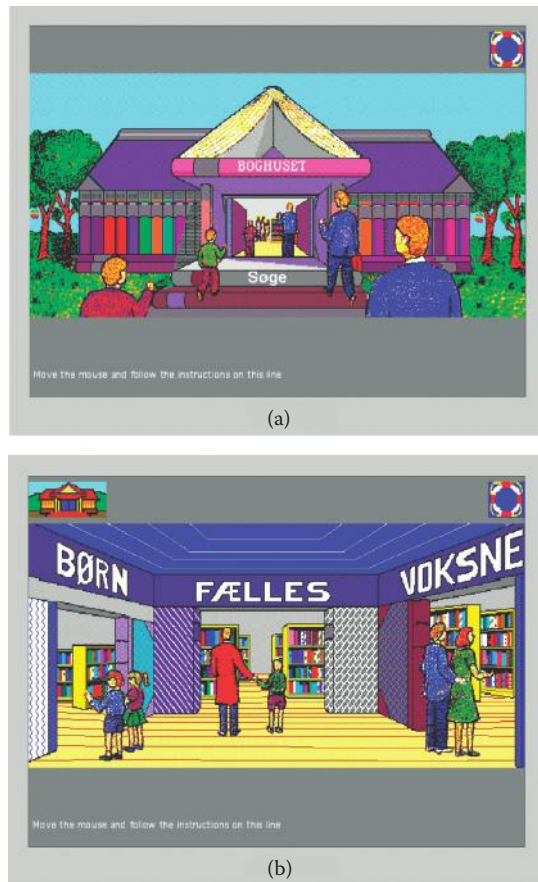 BOGHUSET
Søge
Move the mouse and follow the instructions on this line
(a)
BØRN
FÆLLES
VOKSNE
Move the mouse and follow the instructions on this line
(b)